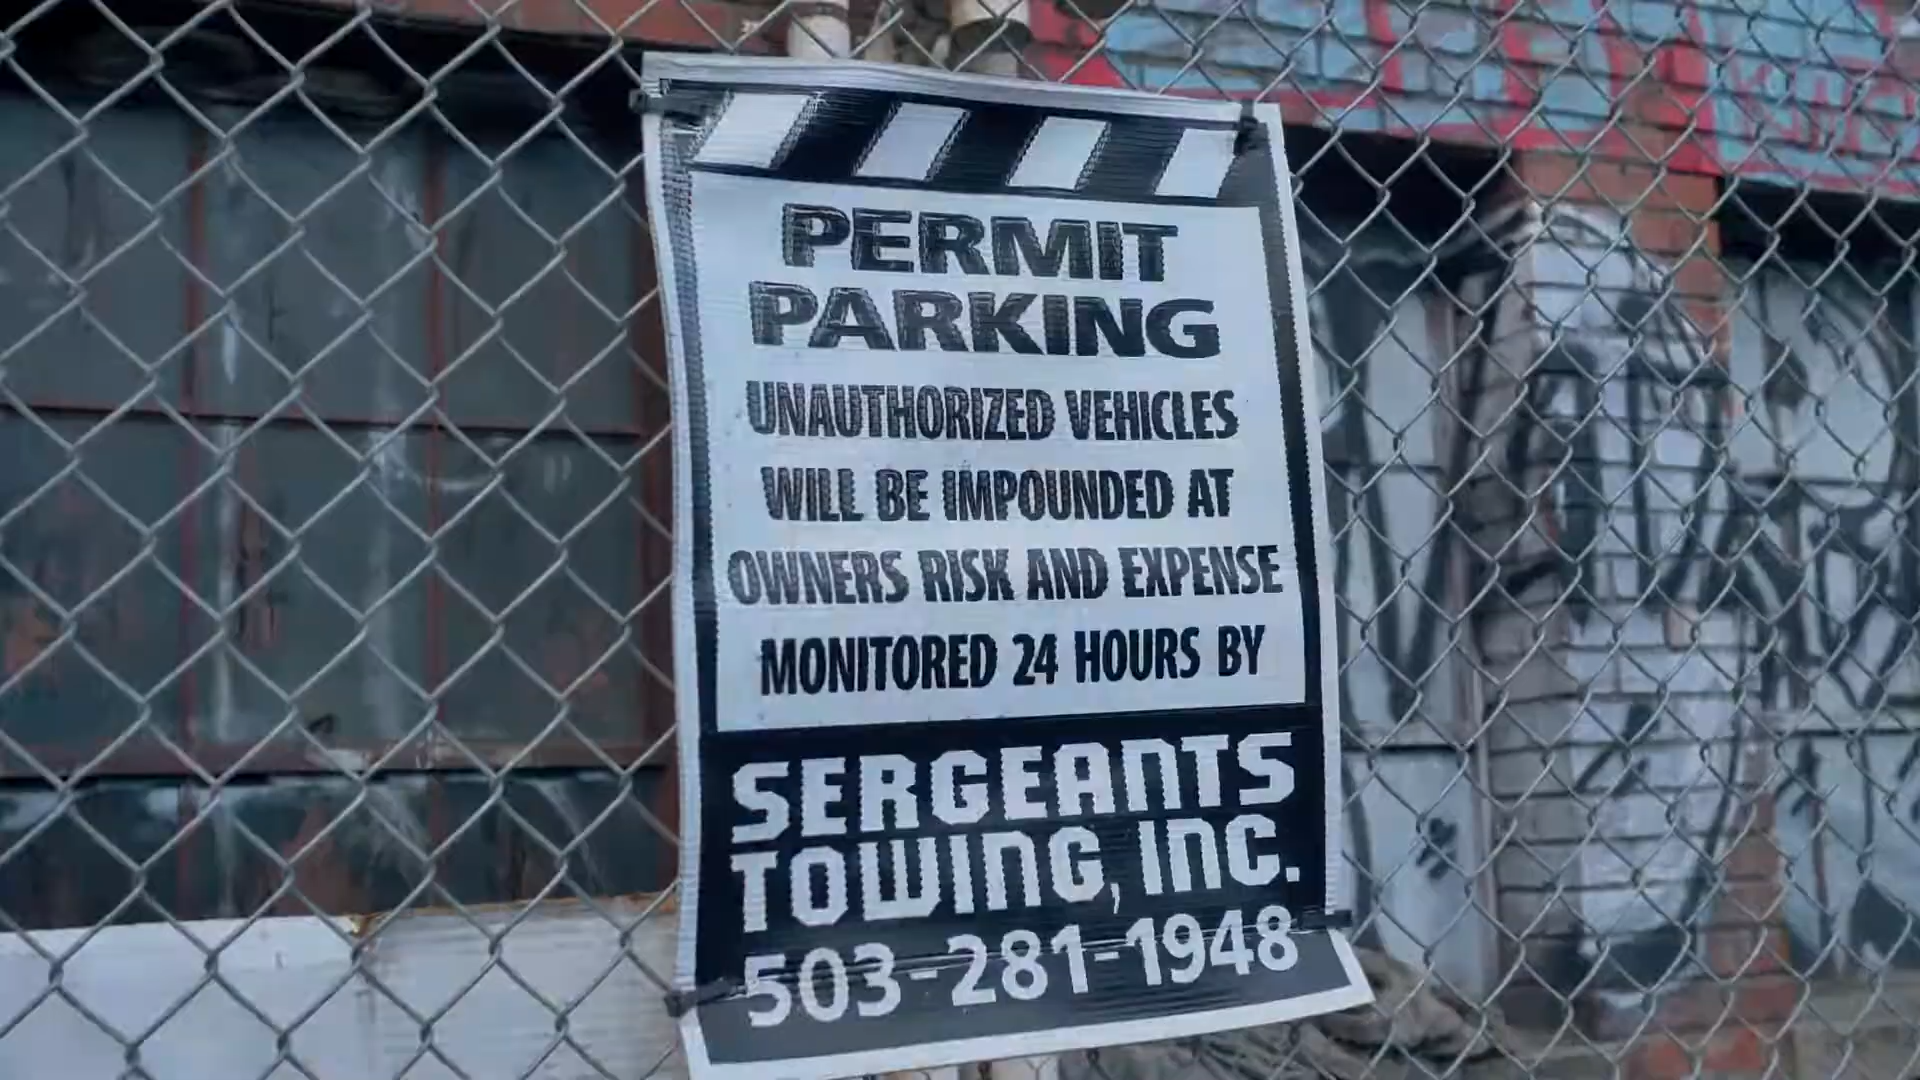 PERMIT
PARKING
UNAUTHORIZED VEHICLES
WILL BE IMPOUNDED AT
OWNERS RISK AND EXPENSE
MONITORED 24 HOURS BY
SERGEANTS
TOWING, INC.
503-281-1948